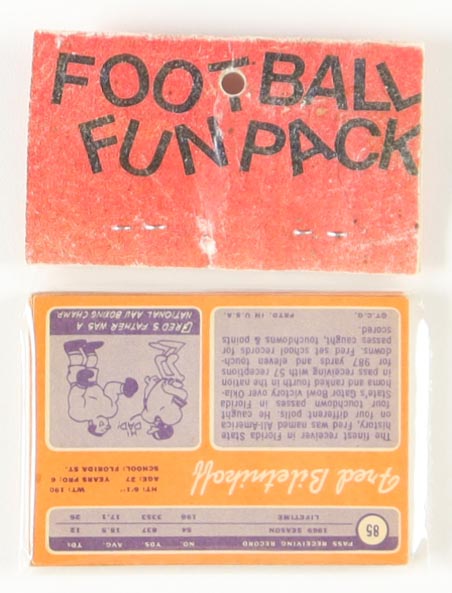 FOOTBALL
FUN PACK
85
PASS RECEIVING RECORD NO. YDS. AVG. TDS
1969 SEASON 54 837 15.5 12
LIFETIME 196 3353 17.1 26
Fred Biletnikoff
HT: 6'1" WT: 190
AGE: 27 YEARS PRO: 6
SCHOOL: FLORIDA ST.
The finest receiver in Florida State
history, Fred was named All-America
on four different polls. He caught
four touchdown passes in Florida
State's Gator Bowl victory over Okla-
homa and ranked fourth in the nation
in pass receiving with 57 receptions
for 987 yards and eleven touch-
downs. Fred set school records for
passes caught, touchdowns & points
scored.
©T.C.G. PRTD. IN U.S.A.
HI
DAD!
FRED'S FATHER WAS A
NATIONAL AAU BOXING CHAMP.